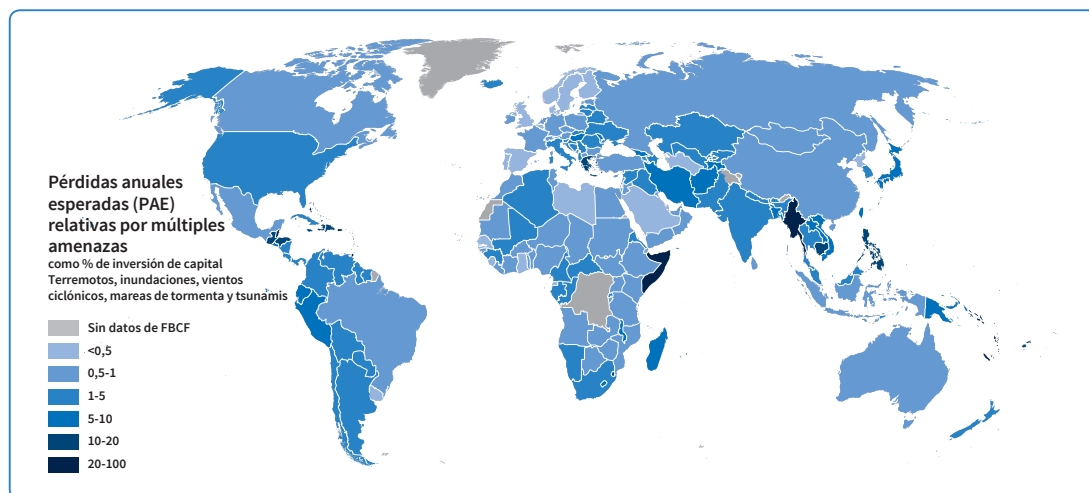 Pérdidas anuales
esperadas (PAE)
relativas por múltiples
amenazas
como % de inversión de capital
Terremotos, inundaciones, vientos
ciclónicos, mareas de tormenta y tsunamis
Sin datos de FBCF
<0,5
0,5-1
1-5
5-10
10-20
20-100